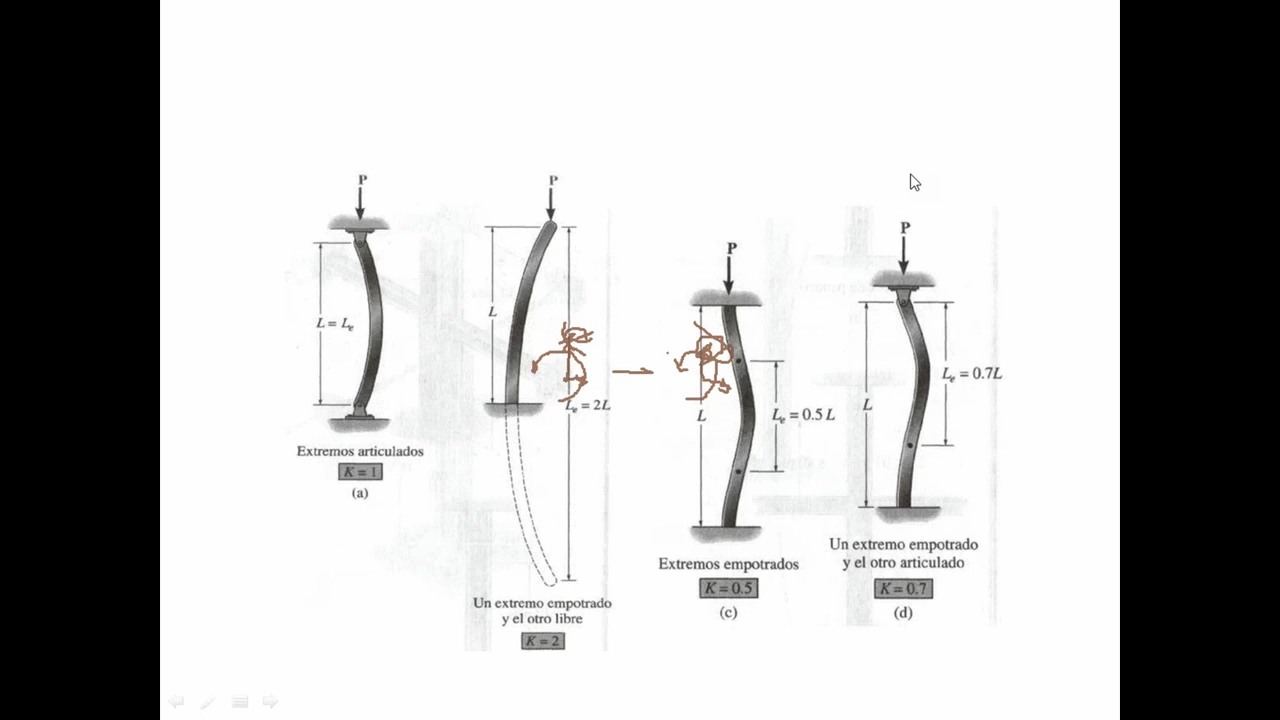 P
L = Lₑ
Extremos articulados
K = 1
(a)
P
L
Lₑ = 2L
Un extremo empotrado
y el otro libre
K = 2
P
L
Lₑ = 0.5 L
Extremos empotrados
K = 0.5
(c)
P
L
Lₑ = 0.7L
Un extremo empotrado
y el otro articulado
K = 0.7
(d)